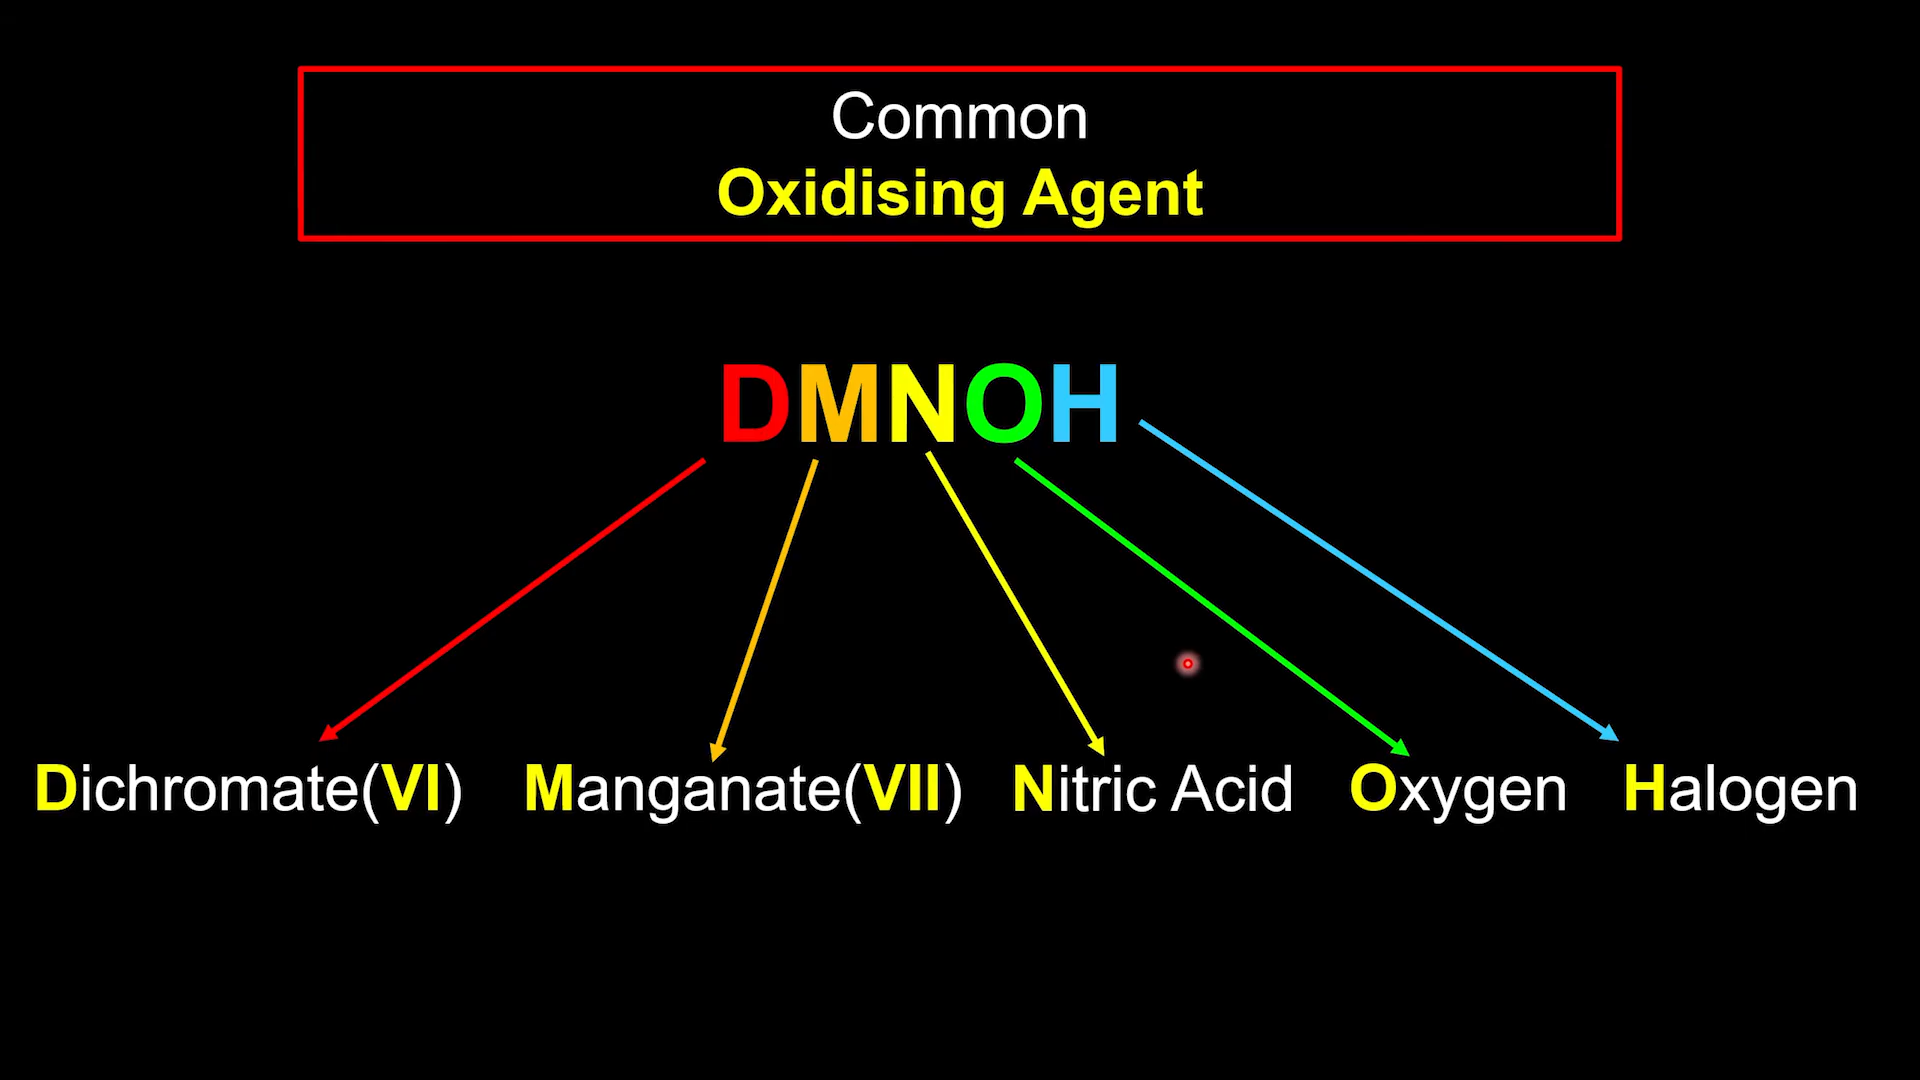 Common
Oxidising Agent
DMNOH
Dichromate(VI) Manganate(VII) Nitric Acid Oxygen Halogen